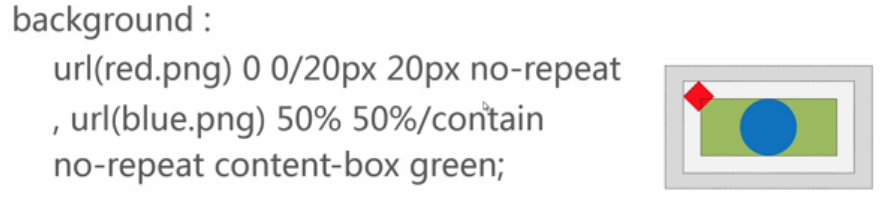 background :
url(red.png) 0 0/20px 20px no-repeat
, url(blue.png) 50% 50%/contain
no-repeat content-box green;